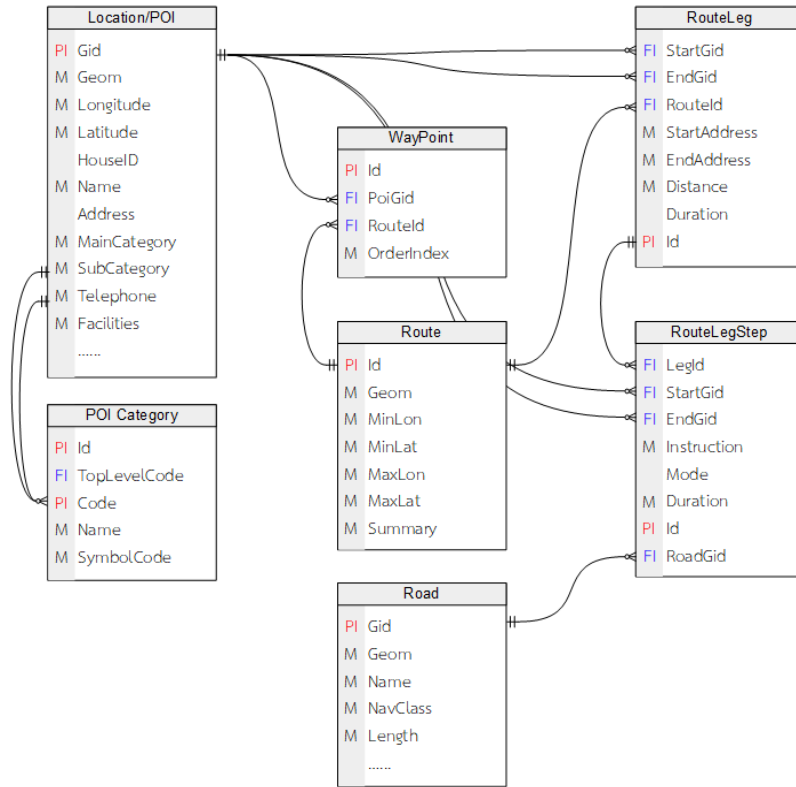 Location/POI
PI Gid
M Geom
M Longitude
M Latitude
HouseID
M Name
Address
M MainCategory
M SubCategory
M Telephone
M Facilities
......
POI Category
PI Id
FI TopLevelCode
PI Code
M Name
M SymbolCode
WayPoint
PI Id
FI PoiGid
FI RouteId
M OrderIndex
Route
PI Id
M Geom
M MinLon
M MinLat
M MaxLon
M MaxLat
M Summary
Road
PI Gid
M Geom
M Name
M NavClass
M Length
......
RouteLeg
FI StartGid
FI EndGid
FI RouteId
M StartAddress
M EndAddress
M Distance
Duration
PI Id
RouteLegStep
FI LegId
FI StartGid
FI EndGid
M Instruction
Mode
M Duration
PI Id
FI RoadGid